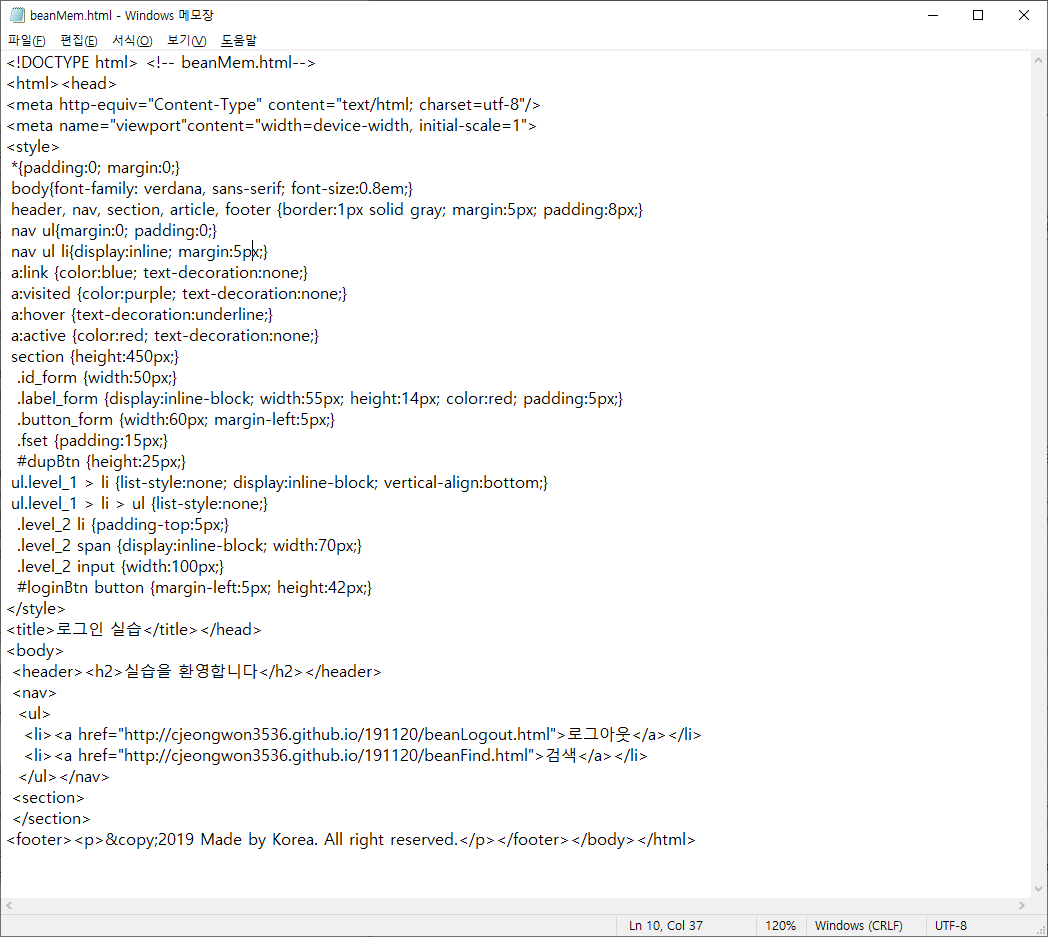 beanMem.html - Windows 메모장
파일(F) 편집(E) 서식(O) 보기(V) 도움말
<!DOCTYPE html> <!-- beanMem.html-->
<html><head>
<meta http-equiv="Content-Type" content="text/html; charset=utf-8"/>
<meta name="viewport"content="width=device-width, initial-scale=1">
<style>
 *{padding:0; margin:0;}
 body{font-family: verdana, sans-serif; font-size:0.8em;}
 header, nav, section, article, footer {border:1px solid gray; margin:5px; padding:8px;}
 nav ul{margin:0; padding:0;}
 nav ul li{display:inline; margin:5px;}
 a:link {color:blue; text-decoration:none;}
 a:visited {color:purple; text-decoration:none;}
 a:hover {text-decoration:underline;}
 a:active {color:red; text-decoration:none;}
 section {height:450px;}
  .id_form {width:50px;}
  .label_form {display:inline-block; width:55px; height:14px; color:red; padding:5px;}
  .button_form {width:60px; margin-left:5px;}
  .fset {padding:15px;}
  #dupBtn {height:25px;}
 ul.level_1 > li {list-style:none; display:inline-block; vertical-align:bottom;}
 ul.level_1 > li > ul {list-style:none;}
  .level_2 li {padding-top:5px;}
  .level_2 span {display:inline-block; width:70px;}
  .level_2 input {width:100px;}
  #loginBtn button {margin-left:5px; height:42px;}
</style>
<title>로그인 실습</title></head>
<body>
 <header><h2>실습을 환영합니다</h2></header>
 <nav>
  <ul>
   <li><a href="http://cjeongwon3536.github.io/191120/beanLogout.html">로그아웃</a></li>
   <li><a href="http://cjeongwon3536.github.io/191120/beanFind.html">검색</a></li>
  </ul></nav>
 <section>
 </section>
<footer><p>&copy;2019 Made by Korea. All right reserved.</p></footer></body></html>
Ln 10, Col 37 120% Windows (CRLF) UTF-8